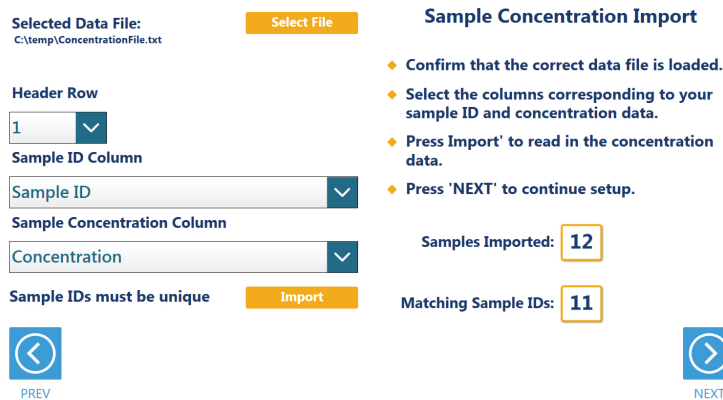 Selected Data File:
Select File
C:\temp\ConcentrationFile.txt
Header Row
1
Sample ID Column
Sample ID
Sample Concentration Column
Concentration
Sample IDs must be unique
Import
PREV
Sample Concentration Import
Confirm that the correct data file is loaded.
Select the columns corresponding to your
sample ID and concentration data.
Press Import' to read in the concentration
data.
Press 'NEXT' to continue setup.
Samples Imported: 12
Matching Sample IDs: 11
NEXT